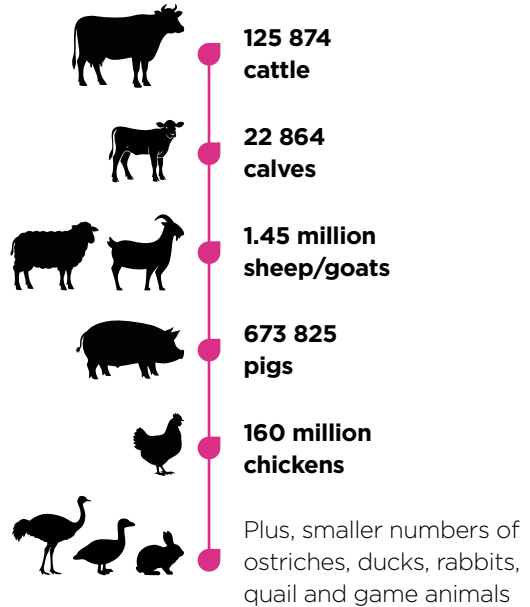 125 874
cattle
22 864
calves
1.45 million
sheep/goats
673 825
pigs
160 million
chickens
Plus, smaller numbers of
ostriches, ducks, rabbits,
quail and game animals